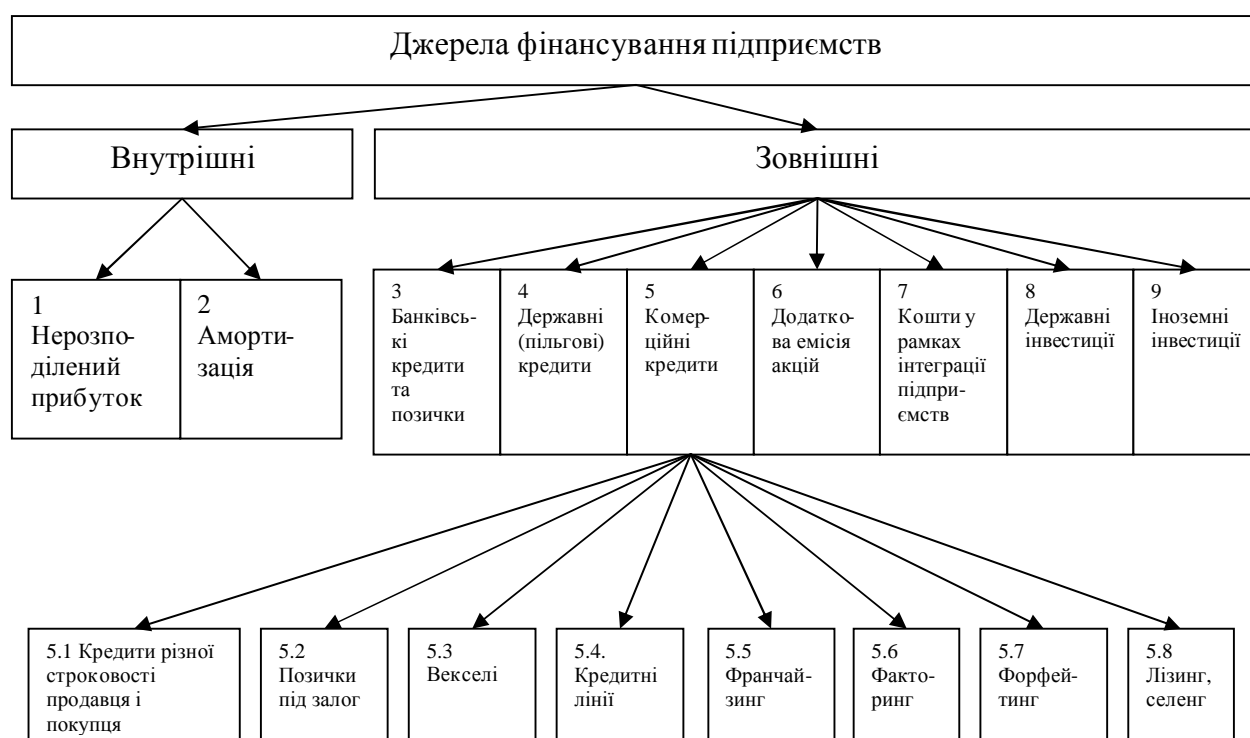 Джерела фінансування підприємств
Внутрішні
Зовнішні
1
Нерозпо-
ділений
прибуток
2
Аморти-
зація
3
Банківсь-
кі
кредити
та
позички
4
Державні
(пільгові)
кредити
5
Комер-
ційні
кредити
6
Додатко-
ва емісія
акцій
7
Кошти у
рамках
інтеграції
підпри-
ємств
8
Державні
інвестиції
9
Іноземні
інвестиції
5.1 Кредити різної
строковості
продавця і
покупця
5.2
Позички
під залог
5.3
Векселі
5.4.
Кредитні
лінії
5.5
Франчай-
зинг
5.6
Факто-
ринг
5.7
Форфей-
тинг
5.8
Лізинг,
селенг